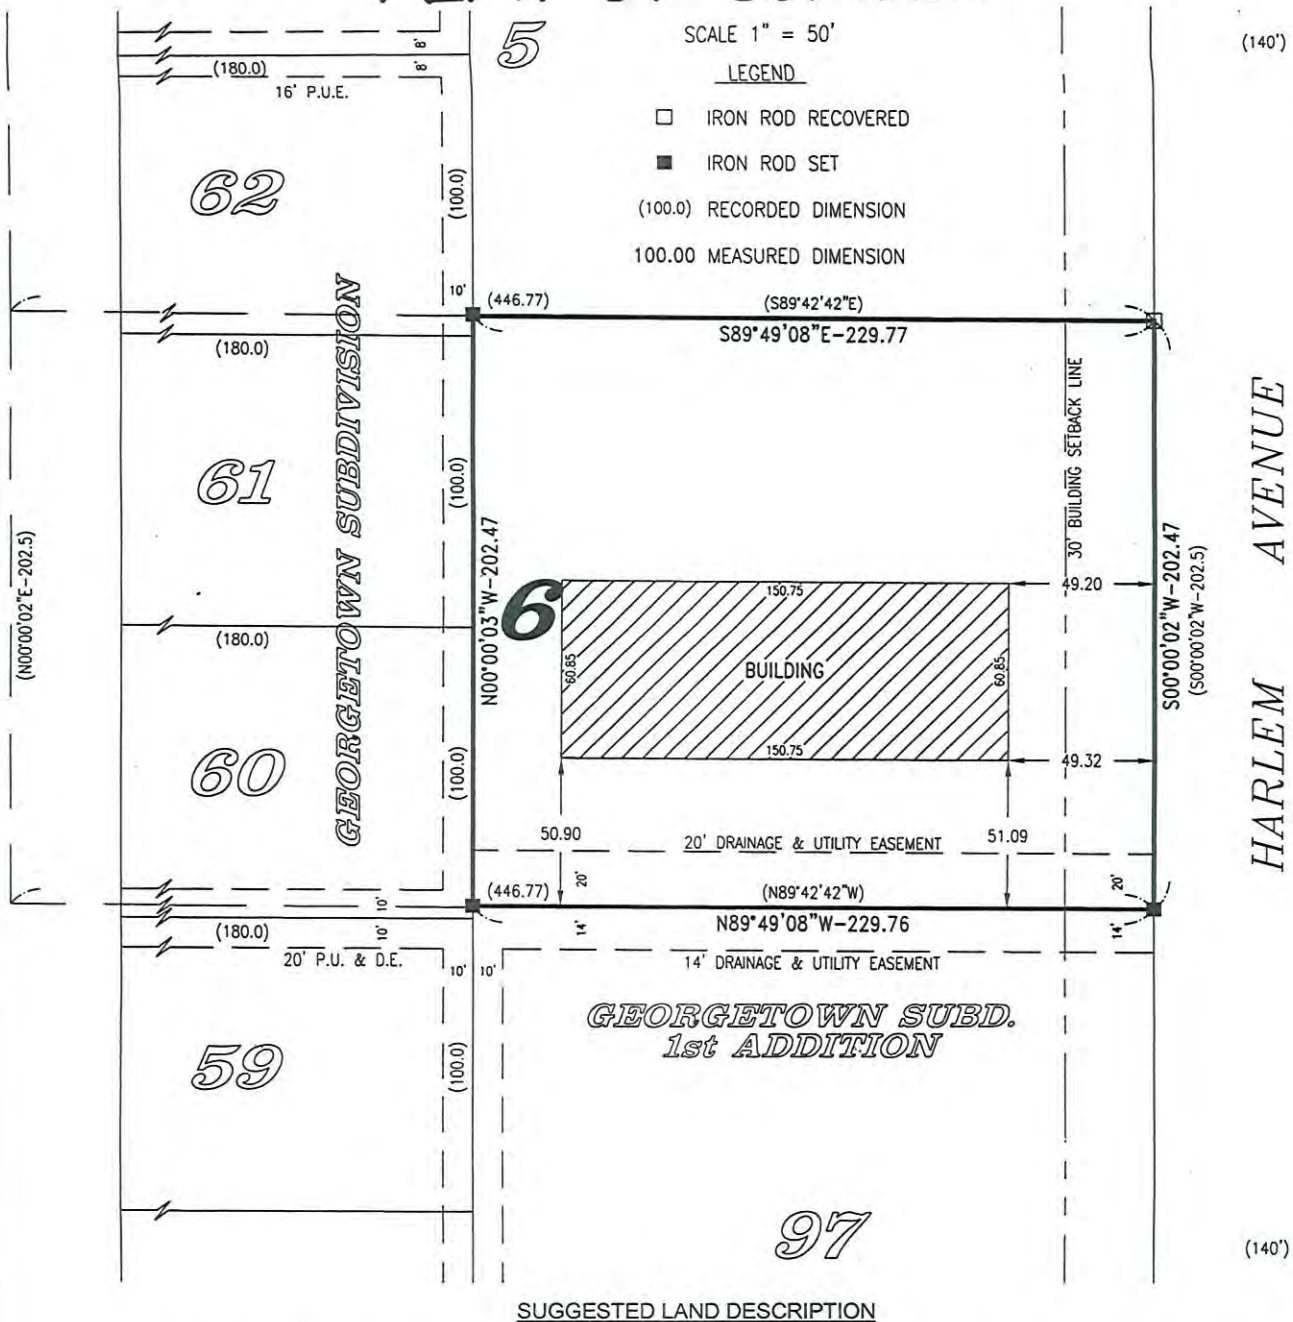 5
SCALE 1" = 50'
(140')
LEGEND
8'
8'
(180.0)
16' P.U.E.
□ IRON ROD RECOVERED
■ IRON ROD SET
(100.0) RECORDED DIMENSION
100.00 MEASURED DIMENSION
62
(100.0)
10'
(446.77)
(S89°42'42"E)
S89°49'08"E-229.77
(180.0)
GEORGETOWN SUBDIVISION
61
(100.0)
30' BUILDING SETBACK LINE
HARLEM AVENUE
(N00°00'02"E-202.5)
N00°00'03"W-202.47
S00°00'02"W-202.47
(S00°00'02"W-202.5)
6
150.75
49.20
(180.0)
60.85
BUILDING
60.85
60
(100.0)
150.75
49.32
50.90
20' DRAINAGE & UTILITY EASEMENT
51.09
10'
(446.77)
20'
(N89°42'42"W)
20'
(180.0)
10'
14'
N89°49'08"W-229.76
14'
20' P.U. & D.E.
10'
10'
14' DRAINAGE & UTILITY EASEMENT
GEORGETOWN SUBD.
1st ADDITION
59
(100.0)
97
(140')
SUGGESTED LAND DESCRIPTION